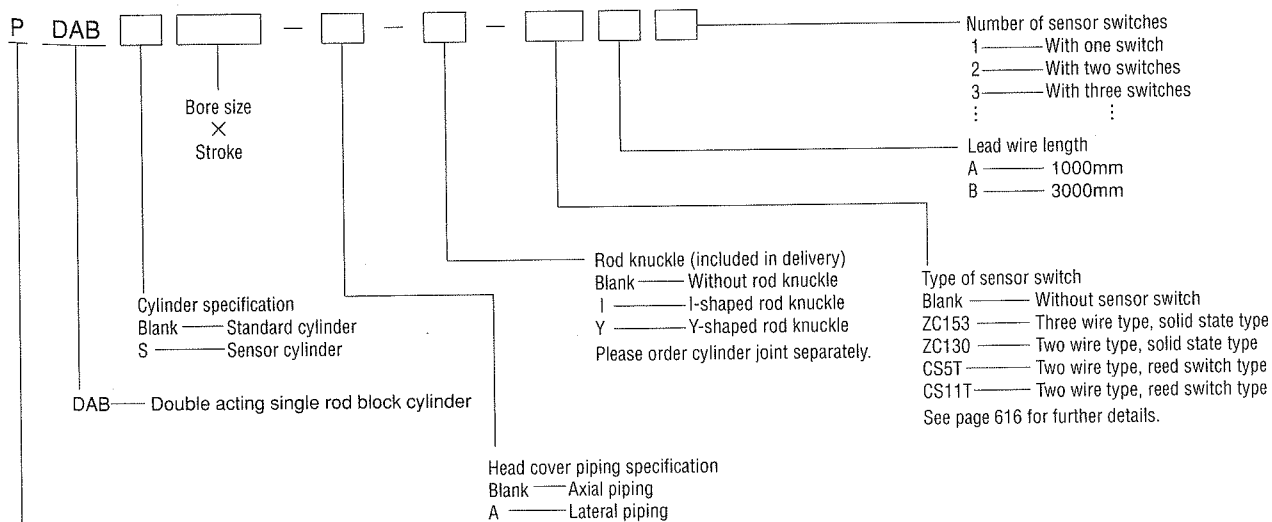 P DAB - - -
Number of sensor switches
1 With one switch
2 With two switches
3 With three switches
⋮ ⋮
Lead wire length
A 1000mm
B 3000mm
Bore size
×
Stroke
Type of sensor switch
Blank Without sensor switch
ZC153 Three wire type, solid state type
ZC130 Two wire type, solid state type
CS5T Two wire type, reed switch type
CS11T Two wire type, reed switch type
See page 616 for further details.
Rod knuckle (included in delivery)
Blank Without rod knuckle
I I-shaped rod knuckle
Y Y-shaped rod knuckle
Please order cylinder joint separately.
Cylinder specification
Blank Standard cylinder
S Sensor cylinder
DAB Double acting single rod block cylinder
Head cover piping specification
Blank Axial piping
A Lateral piping